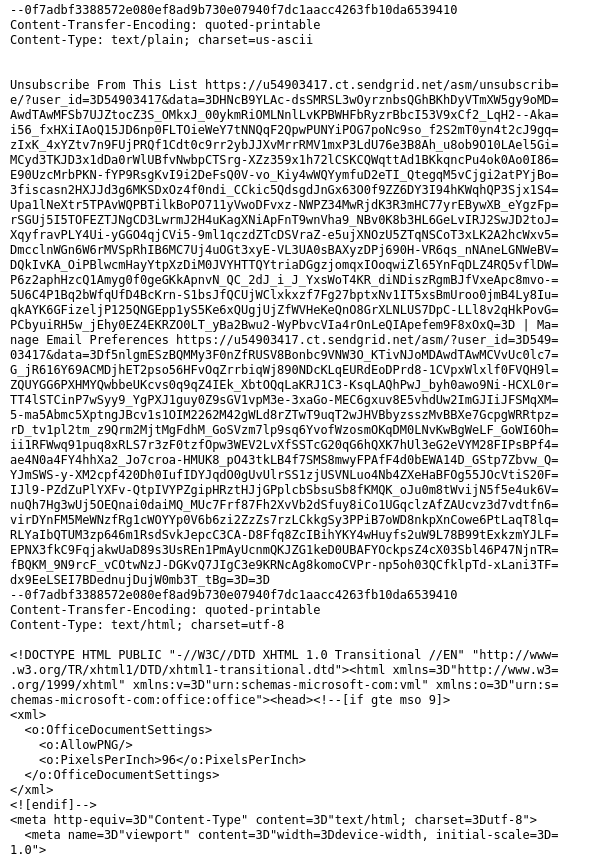 --0f7adbf3388572e080ef8ad9b730e07940f7dc1aacc4263fb10da6539410
Content-Transfer-Encoding: quoted-printable
Content-Type: text/plain; charset=us-ascii
Unsubscribe From This List https://u54903417.ct.sendgrid.net/asm/unsubscrib=
e/?user_id=3D54903417&data=3DHNcB9YLAc-dsSMRSL3wOyrznbsQGhBKhDyVTmXW5gy9oMD=
AwdTAwMFSb7UJZtocZ3S_OMkxJ_00ykmRiOMLNnlLvKPBWHFbRyzrBbcI53V9xCf2_LqH2--Aka=
i56_fxHXiIAoQ15JD6np0FLTOieWeY7tNNQqF2QpwPUNYiPOG7poNc9so_f2S2mT0yn4t2cJ9gq=
zIxK_4xYZtv7n9FUjPRQf1Cdt0c9rr2ybJJXvMrrRMV1mxP3LdU76e3B8Ah_u8ob9O10LAel5Gi=
MCyd3TKJD3x1dDa0rWlUBfvNwbpCTSrg-XZz359x1h72lCSKCQWqttAd1BKkqncPu4ok0Ao0I86=
E90UzcMrbPKN-fYP9RsgKvI9i2DeFsQ0V-vo_Kiy4wWQYymfuD2eTI_QtegqM5vCjgi2atPYjBo=
3fiscasn2HXJJd3g6MKSDxOz4f0ndi_CCkic5QdsgdJnGx63O0f9ZZ6DY3I94hKWqhQP3Sjx1S4=
Upa1lNeXtr5TPAvWQPBTilkBoPO711yVwoDFvxz-NWPZ34MwRjdK3R3mHC77yrEBywXB_eYgzFp=
rSGUj5I5TOFEZTJNgCD3LwrmJ2H4uKagXNiApFnT9wnVha9_NBv0K8b3HL6GeLvIRJ2SwJD2toJ=
XqyfravPLY4Ui-yGGO4qjCVi5-9ml1qczdZTcDSVraZ-e5ujXNOzU5ZTqNSCoT3xLK2A2hcWxv5=
DmcclnWGn6W6rMVSpRhIB6MC7Uj4uOGt3xyE-VL3UA0sBAXyzDPj690H-VR6qs_nNAneLGNWeBV=
DQkIvKA_OiPBlwcmHayYtpXzDiM0JVYHTTQYtriaDGgzjomqxIOoqwiZl65YnFqDLZ4RQ5vflDW=
P6z2aphHzcQ1Amyg0f0geGKkApnvN_QC_2dJ_i_J_YxsWoT4KR_diNDiszRgmBJfVxeApc8mvo-=
5U6C4P1Bq2bWfqUfD4BcKrn-S1bsJfQCUjWClxkxzf7Fg27bptxNv1IT5xsBmUroo0jmB4Ly8Iu=
qkAYK6GFizeljP125QNGEpp1yS5Ke6xQUgjUjZfWVHeKeQnO8GrXLNLUS7DpC-LLl8v2qHkPovG=
PCbyuiRH5w_jEhy0EZ4EKRZO0LT_yBa2Bwu2-WyPbvcVIa4rOnLeQIApefem9F8xOxQ=3D | Ma=
nage Email Preferences https://u54903417.ct.sendgrid.net/asm/?user_id=3D549=
03417&data=3Df5nlgmESzBQMMy3F0nZfRUSV8Bonbc9VNW3O_KTivNJoMDAwdTAwMCVvUc0lc7=
G_jR616Y69ACMDjhET2pso56HFvOqZrrbiqWj890NDcKLqEURdEoDPrd8-1CVpxWlxlf0FVQH9l=
ZQUYGG6PXHMYQwbbeUKcvs0q9qZ4IEk_XbtOQqLaKRJ1C3-KsqLAQhPwJ_byh0awo9Ni-HCXL0r=
TT4lSTCinP7wSyy9_YgPXJ1guy0Z9sGV1vpM3e-3xaGo-MEC6gxuv8E5vhdUw2ImGJIiJFSMqXM=
5-ma5Abmc5XptngJBcv1s1OIM2262M42gWLd8rZTwT9uqT2wJHVBbyzsszMvBBXe7GcpgWRRtpz=
rD_tv1pl2tm_z9Qrm2MjtMgFdhM_GoSVzm7lp9sq6YvofWzosmOKqDM0LNvKwBgWeLF_GoWI6Oh=
ii1RFWwq91puq8xRLS7r3zF0tzfOpw3WEV2LvXfSSTcG20qG6hQXK7hUl3eG2eVYM28FIPsBPf4=
ae4N0a4FY4hhXa2_Jo7croa-HMUK8_pO43tkLB4f7SMS8mwyFPAfF4d0bEWA14D_GStp7Zbvw_Q=
YJmSWS-y-XM2cpf420Dh0IufIDYJqdO0gUvUlrSS1zjUSVNLuo4Nb4ZXeHaBFOg55JOcVtiS20F=
IJl9-PZdZuPlYXFv-QtpIVYPZgipHRztHJjGPplcbSbsuSb8fKMQK_oJu0m8tWvijN5f5e4uk6V=
nuQh7Hg3wUj5OEQnai0daiMQ_MUc7Frf87Fh2XvVb2dSfuy8iCo1UGqclzAfZAUcvz3d7vdtfn6=
virDYnFM5MeWNzfRg1cWOYYp0V6b6zi2ZzZs7rzLCkkgSy3PPiB7oWD8nkpXnCowe6PtLaqT8lq=
RLYaIbQTUM3zp646m1RsdSvkJepcC3CA-D8Ffq8ZcIBihYKY4wHuyfs2uW9L78B99tExkzmYJLF=
EPNX3fkC9FqjakwUaD89s3UsREn1PmAyUcnmQKJZG1keD0UBAFYOckpsZ4cX03Sbl46P47NjnTR=
fBQKM_9N9rcF_vCOtwNzJ-DGKvQ7JIgC3e9KRNcAg8komoCVPr-np5oh03QCfklpTd-xLani3TF=
dx9EeLSEI7BDednujDujW0mb3T_tBg=3D=3D
--0f7adbf3388572e080ef8ad9b730e07940f7dc1aacc4263fb10da6539410
Content-Transfer-Encoding: quoted-printable
Content-Type: text/html; charset=utf-8
<!DOCTYPE HTML PUBLIC "-//W3C//DTD XHTML 1.0 Transitional //EN" "http://www=
.w3.org/TR/xhtml1/DTD/xhtml1-transitional.dtd"><html xmlns=3D"http://www.w3=
.org/1999/xhtml" xmlns:v=3D"urn:schemas-microsoft-com:vml" xmlns:o=3D"urn:s=
chemas-microsoft-com:office:office"><head><!--[if gte mso 9]>
<xml>
  <o:OfficeDocumentSettings>
    <o:AllowPNG/>
    <o:PixelsPerInch>96</o:PixelsPerInch>
  </o:OfficeDocumentSettings>
</xml>
<![endif]-->
<meta http-equiv=3D"Content-Type" content=3D"text/html; charset=3Dutf-8">
  <meta name=3D"viewport" content=3D"width=3Ddevice-width, initial-scale=3D=
1.0">